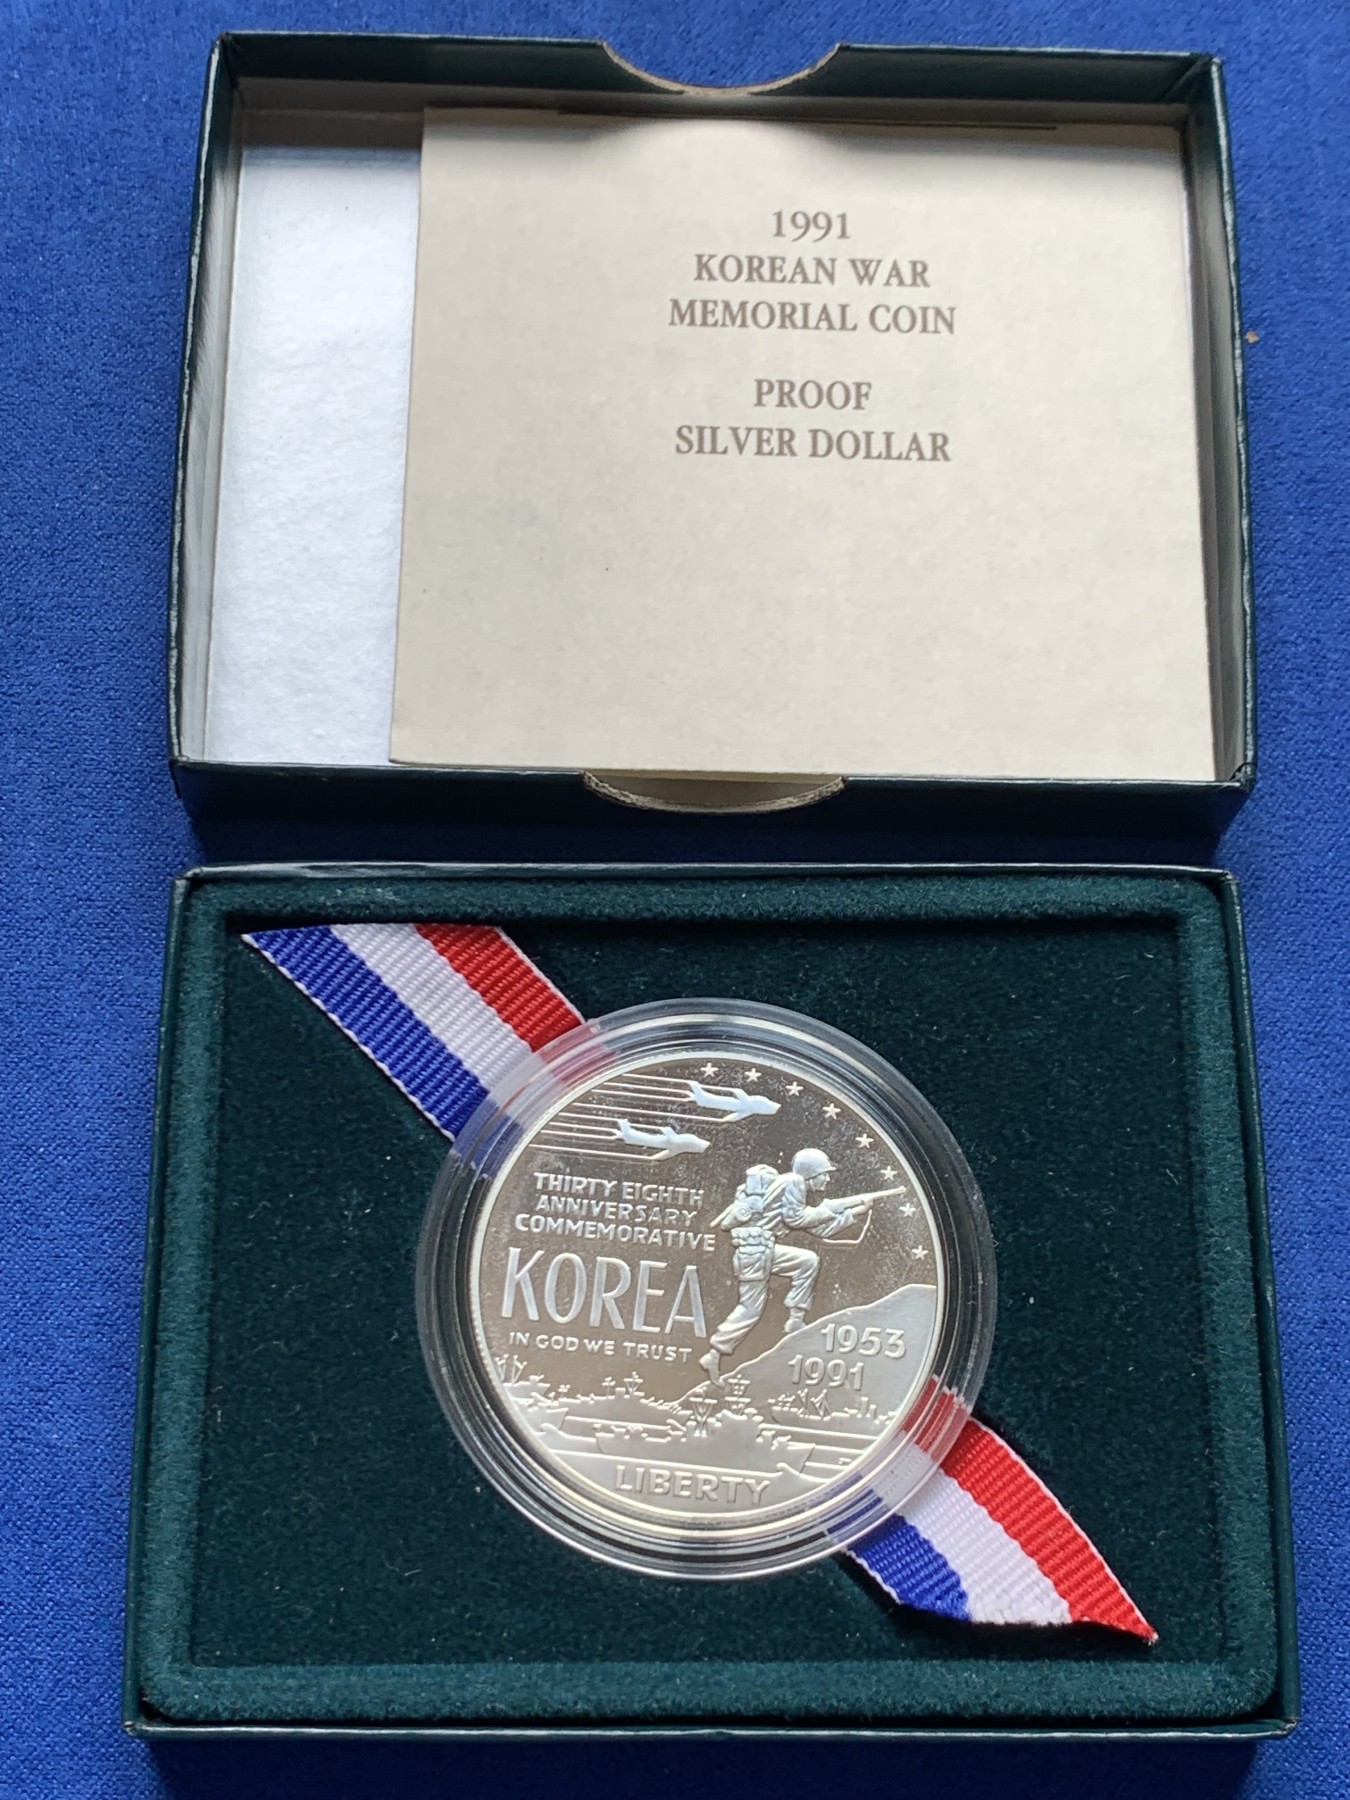 1991
KOREAN WAR
MEMORIAL COIN
PROOF
SILVER DOLLAR
THIRTY EIGHTH
ANNIVERSARY
COMMEMORATIVE
KOREA
IN GOD WE TRUST
1953
1991
LIBERTY